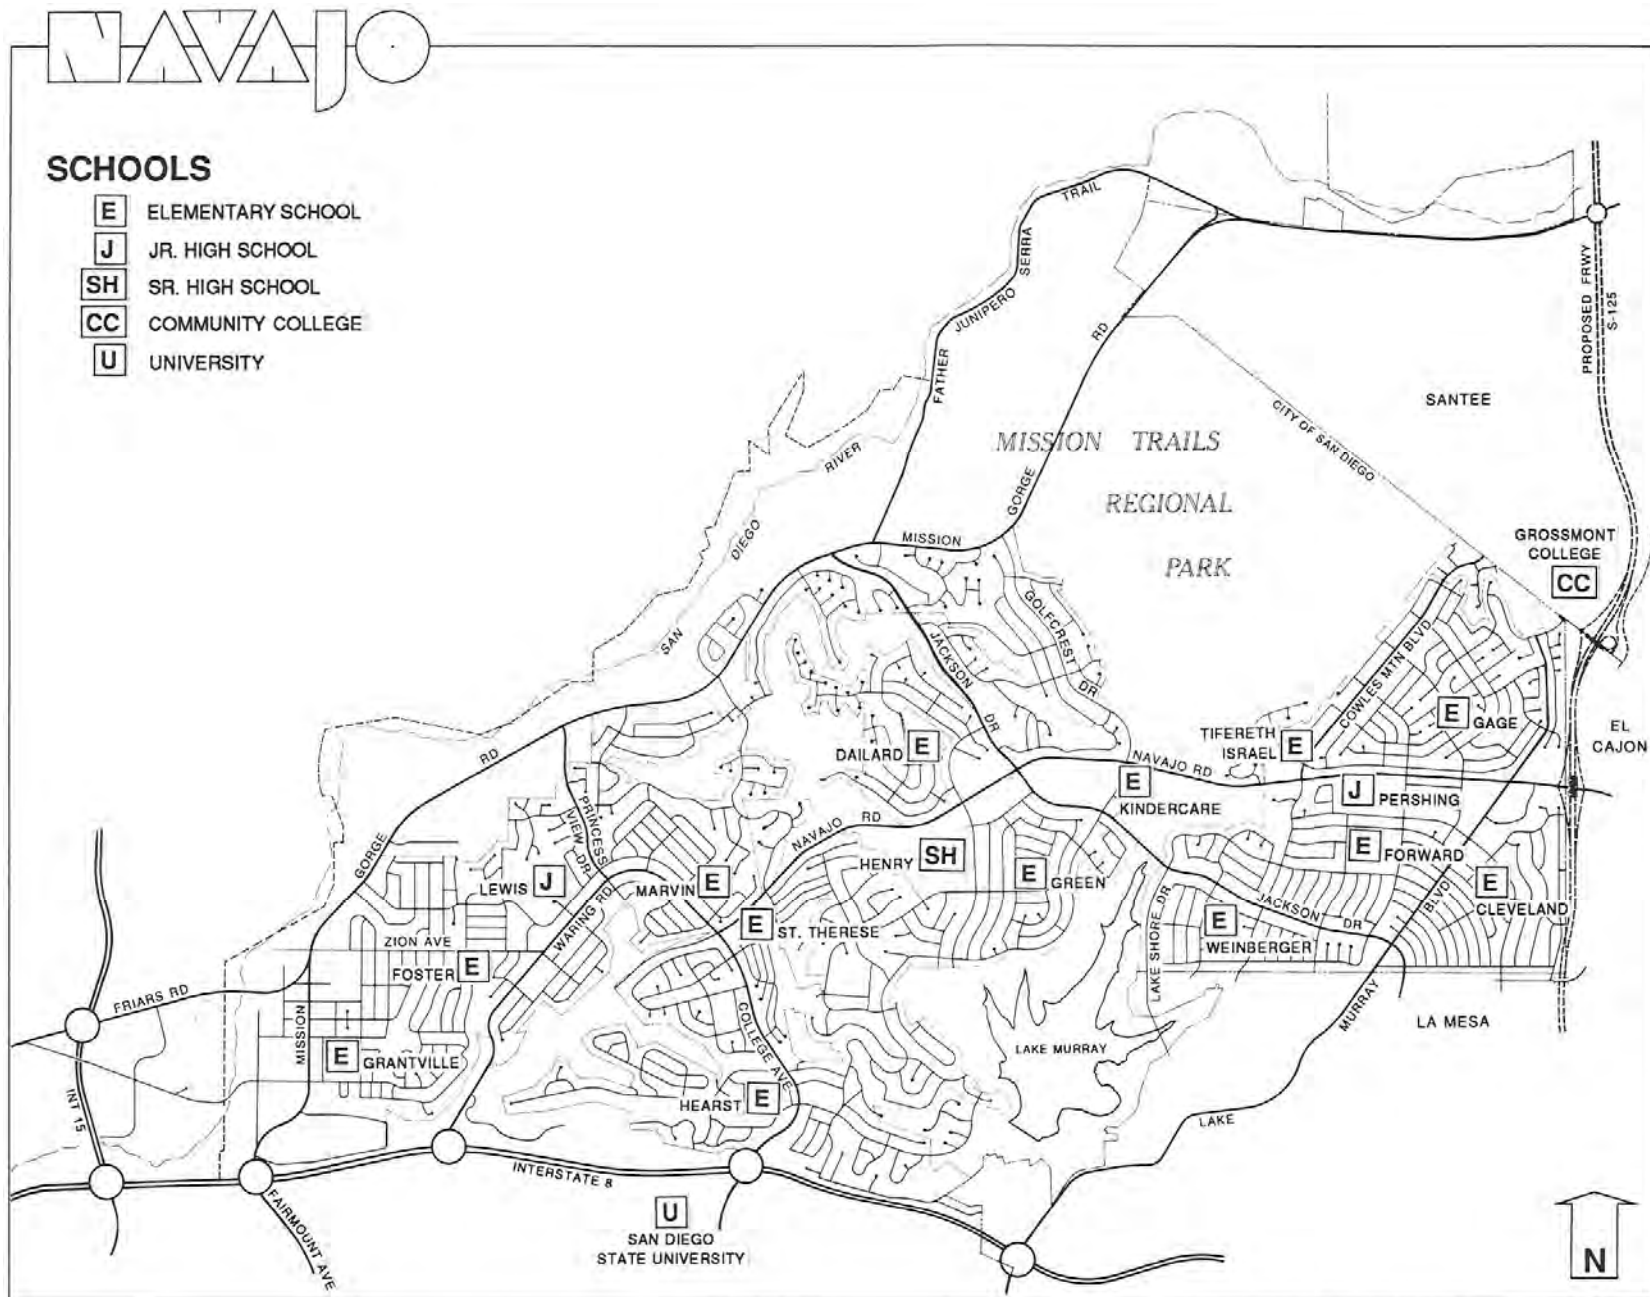 NAVAJO
SCHOOLS
E ELEMENTARY SCHOOL
J JR. HIGH SCHOOL
SH SR. HIGH SCHOOL
CC COMMUNITY COLLEGE
U UNIVERSITY
TRAIL
SERRA
JUNIPERO
FATHER
RD
GORGE
MISSION
PROPOSED FRWY
S-125
SANTEE
CITY OF SAN DIEGO
MISSION TRAILS
REGIONAL
PARK
RIVER
DIEGO
SAN
GROSSMONT
COLLEGE
CC
GOLFCREST
DR
JACKSON
DR
COWLES MTN BLVD
E GAGE
EL
CAJON
TIFERETH
ISRAEL E
DAILARD E
NAVAJO RD
E
KINDERCARE
J PERSHING
RD
GORGE
PRINCESS
VIEW DR
NAVAJO
RD
HENRY SH
E GREEN
E FORWARD
E
CLEVELAND
LEWIS J
MARVIN E
WARING RD
E ST. THERESE
LAKE SHORE DR
E
WEINBERGER
JACKSON
DR
BLVD
ZION AVE
FOSTER E
FRIARS RD
MISSION
E GRANTVILLE
COLLEGE AVE
LAKE MURRAY
MURRAY
LA MESA
LAKE
HEARST E
INT 15
INTERSTATE 8
FAIRMOUNT AVE
U
SAN DIEGO
STATE UNIVERSITY
N